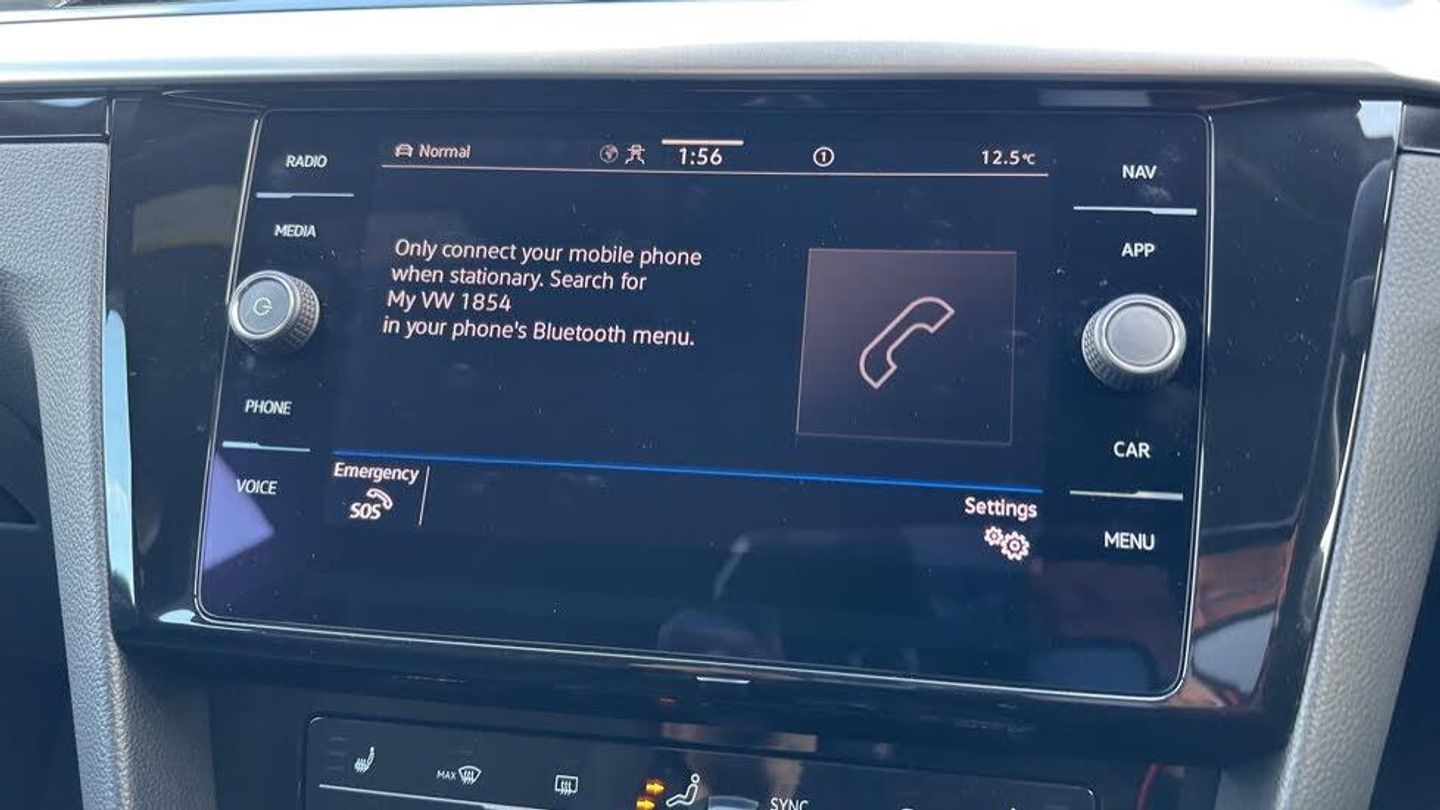 RADIO
MEDIA
PHONE
VOICE
Normal
1:56
1
12.5°C
Only connect your mobile phone
when stationary. Search for
My VW 1854
in your phone's Bluetooth menu.
Emergency
SOS
Settings
NAV
APP
CAR
MENU
MAX
SYNC